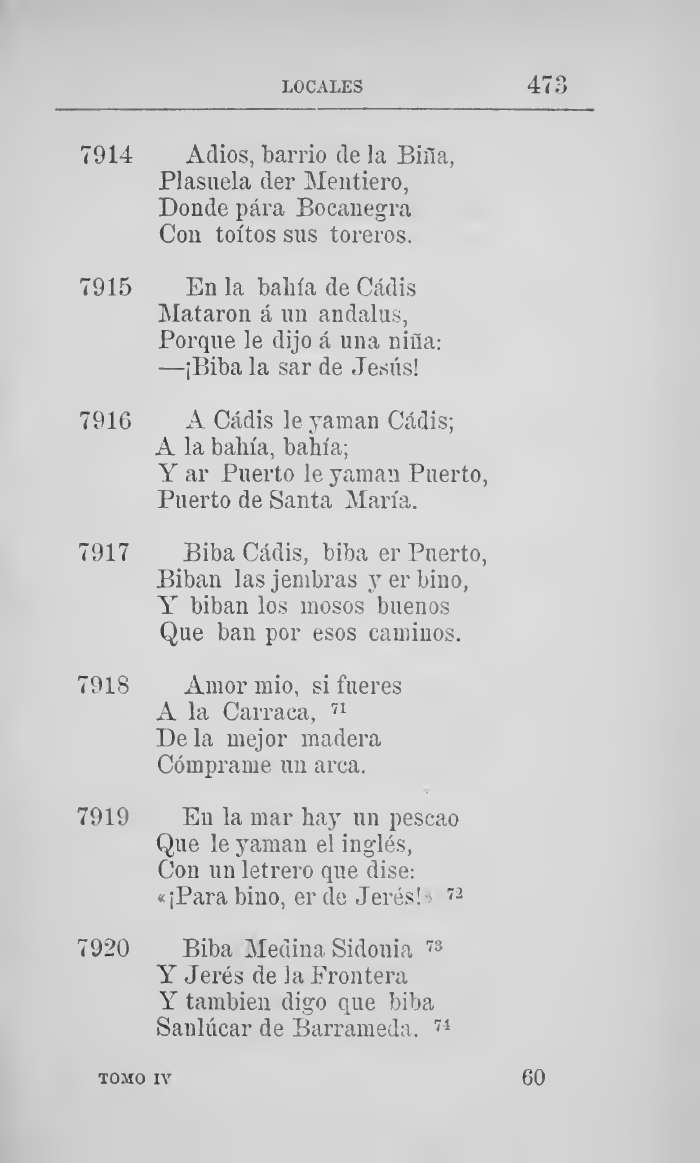 LOCALES 473
7914 Adios, barrio de la Biña,
Plasuela der Mentiero,
Donde pára Bocanegra
Con toítos sus toreros.
7915 En la bahía de Cádis
Mataron á un andalus,
Porque le dijo á una niña:
—¡Biba la sar de Jesús!
7916 A Cádis le yaman Cádis;
A la bahía, bahía;
Y ar Puerto le yaman Puerto,
Puerto de Santa María.
7917 Biba Cádis, biba er Puerto,
Biban las jembras y er bino,
Y biban los mosos buenos
Que ban por esos caminos.
7918 Amor mio, si fueres
A la Carraca, 71
De la mejor madera
Cómprame un arca.
7919 En la mar hay un pescao
Que le yaman el inglés,
Con un letrero que dise:
«¡Para bino, er de Jerés!» 72
7920 Biba Medina Sidonia 73
Y Jerés de la Frontera
Y tambien digo que biba
Sanlúcar de Barrameda. 74
TOMO IV 60